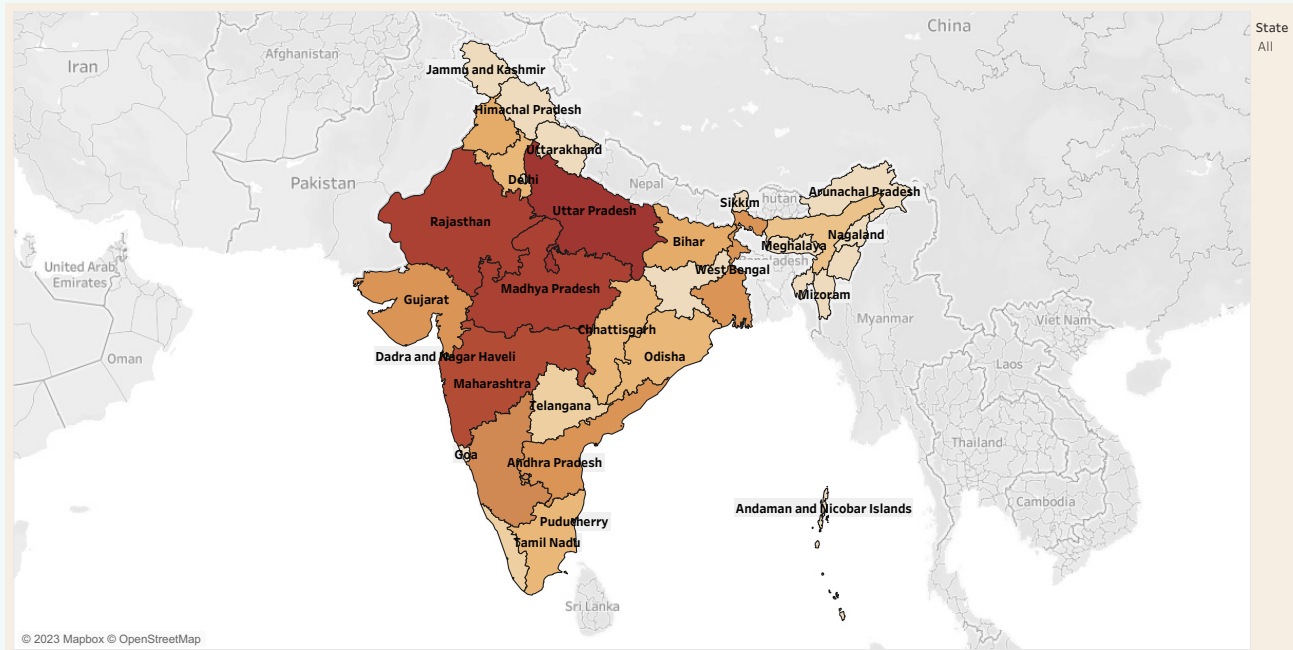 China
State
All
Afghanistan
Iran
Jammu and Kashmir
Himachal Pradesh
Uttarakhand
Pakistan
Delhi
Nepal
Arunachal Pradesh
Sikkim
hutan
Rajasthan
Uttar Pradesh
Nagaland
Bihar
Meghalaya
Bangladesh
United Arab
Emirates
West Bengal
Madhya Pradesh
Mizoram
Gujarat
Myanmar
Viet Nam
Chhattisgarh
Oman
Dadra and Nagar Haveli
Odisha
Laos
Maharashtra
Telangana
Thailand
Goa
Andhra Pradesh
Cambodia
Andaman and Nicobar Islands
Puducherry
Tamil Nadu
Sri Lanka
© 2023 Mapbox © OpenStreetMap